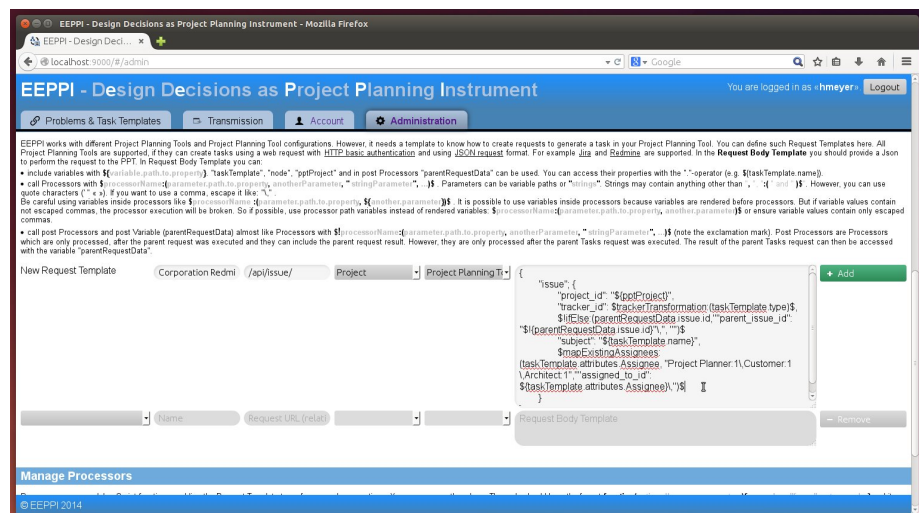 EEPPI - Design Decisions as Project Planning Instrument - Mozilla Firefox
EEPPI - Design Deci...
localhost:9000/#/admin
Google
EEPPI - Design Decisions as Project Planning Instrument
You are logged in as «hmeyer».
Logout
Problems & Task Templates
Transmission
Account
Administration
EEPPI works with different Project Planning Tool and Project Planning Tool configurations. However, it needs a template to know how to create requests to generate a task in your Project Planning Tool. You can define such Request Templates here. All
Project Planning Tools are supported, if they can create tasks using a web request with HTTP basic authentication and using JSON request format. For example Jira and Redmine are supported. In the Request Body Template you should provide a Json
to perform the request to the PPT. In Request Body Template you can:
• include variables with ${variable.path.to.property}. "taskTemplate", "node", "pptProject" and in post Processors "parentRequestData" can be used. You can access their properties with the "."-operator (e.g. ${taskTemplate.name}).
• call Processors with $processorName:(parameter.path.to.property, anotherParameter, "stringParameter", ...)$ . Parameters can be variable paths or "strings". Strings may contain anything other than
However, you can use
quote characters (" « »). If you want to use a comma, escape it like: "\,"
Be careful using variables inside processors like $processorName :(parameter.path.to.property, ${another.parameter})$ . It is possible to use variables inside processors because variables are rendered before processors. But if variable values contain
not escaped commas, the processor execution will be broken. So if possible, use processor path variables instead of rendered variables: $processorName:(parameter.path.to.property, another.parameter)$ or ensure variable values contain only escaped
commas.
• call post Processors and post Variable (parentRequestData) almost like Processors with $!processorName:(parameter.path.to.property, anotherParameter, "stringParameter", ...)$ (note the exclamation mark). Post Processors are Processors
which are only processed, after the parent request was executed and they can include the parent request result. However, they are only processed after the parent Tasks request was executed. The result of the parent Tasks request can then be accessed
with the variable "parentRequestData".
New Request Template
Corporation Redmi
/api/issue/
Project
Project Planning T
{
"issue"; {
"project_id": "${pptProject}",
"tracker_id": $trackerTransformation:(taskTemplate.type)$,
$!ifElse:(parentRequestData.issue.id,""parent_issue_id":
"$!{parentRequestData.issue.id}"\,", "")$
"subject": "${taskTemplate.name}",
$mapExistingAssignees:
(taskTemplate.attributes.Assignee, "Project Planner:1\,Customer:1
\,Architect:1",""assigned_to_id":
${taskTemplate.attributes.Assignee}\,")$
}
+ Add
Name
Request URL (relati
Request Body Template
− Remove
Manage Processors
© EEPPI 2014